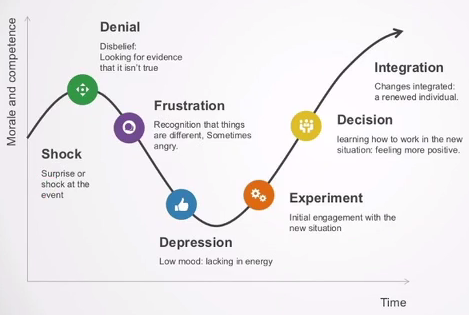 Morale and competence
Denial
Disbelief:
Looking for evidence
that it isn't true
Frustration
Recognition that things
are different, Sometimes
angry.
Shock
Surprise or
shock at the
event
Depression
Low mood: lacking in energy
Integration
Changes integrated:
a renewed individual.
Decision
learning how to work in the new
situation: feeling more positive.
Experiment
Initial engagement with the
new situation
Time